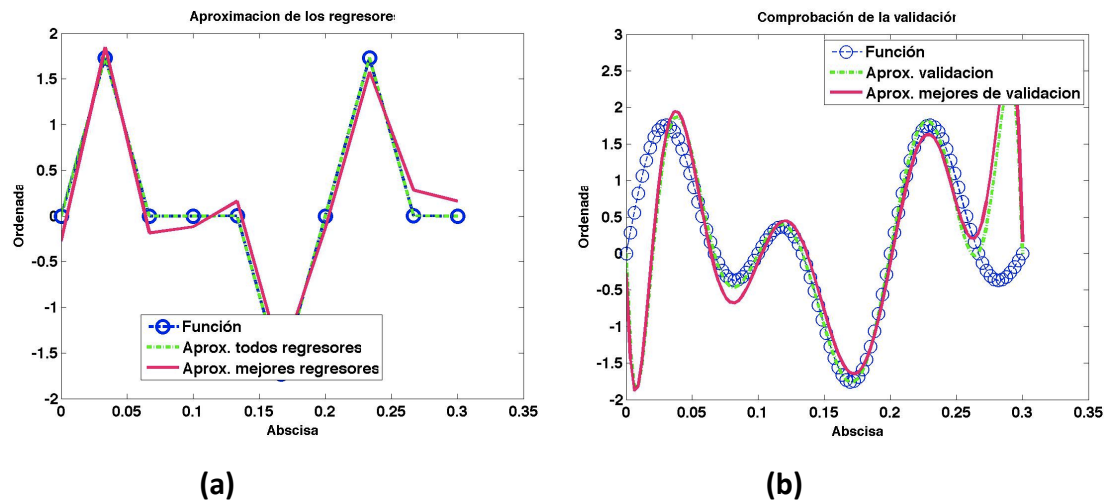 Aproximacion de los regresores
Ordenada
2
1.5
1
0.5
0
-0.5
-1
-1.5
-2
Función
Aprox. todos regresores
Aprox. mejores regresores
0 0.05 0.1 0.15 0.2 0.25 0.3 0.35
Abscisa
(a)
Comprobación de la validación
Ordenada
3
2.5
2
1.5
1
0.5
0
-0.5
-1
-1.5
-2
Función
Aprox. validacion
Aprox. mejores de validacion
0 0.05 0.1 0.15 0.2 0.25 0.3 0.35
Abscisa
(b)